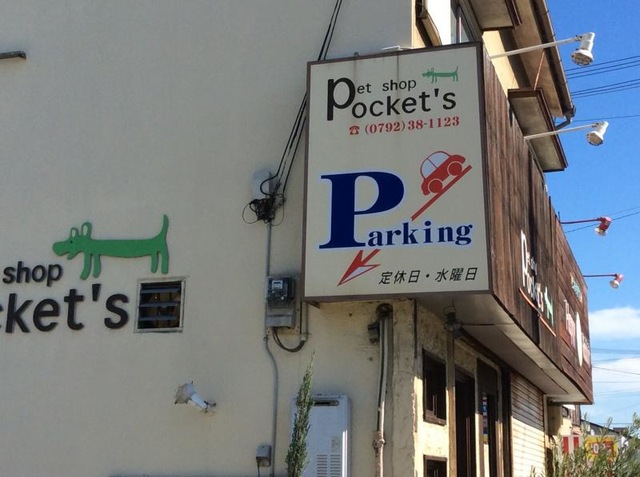 Pet shop
Pocket's
☎(0792)38-1123
Parking
定休日・水曜日
shop
cket's